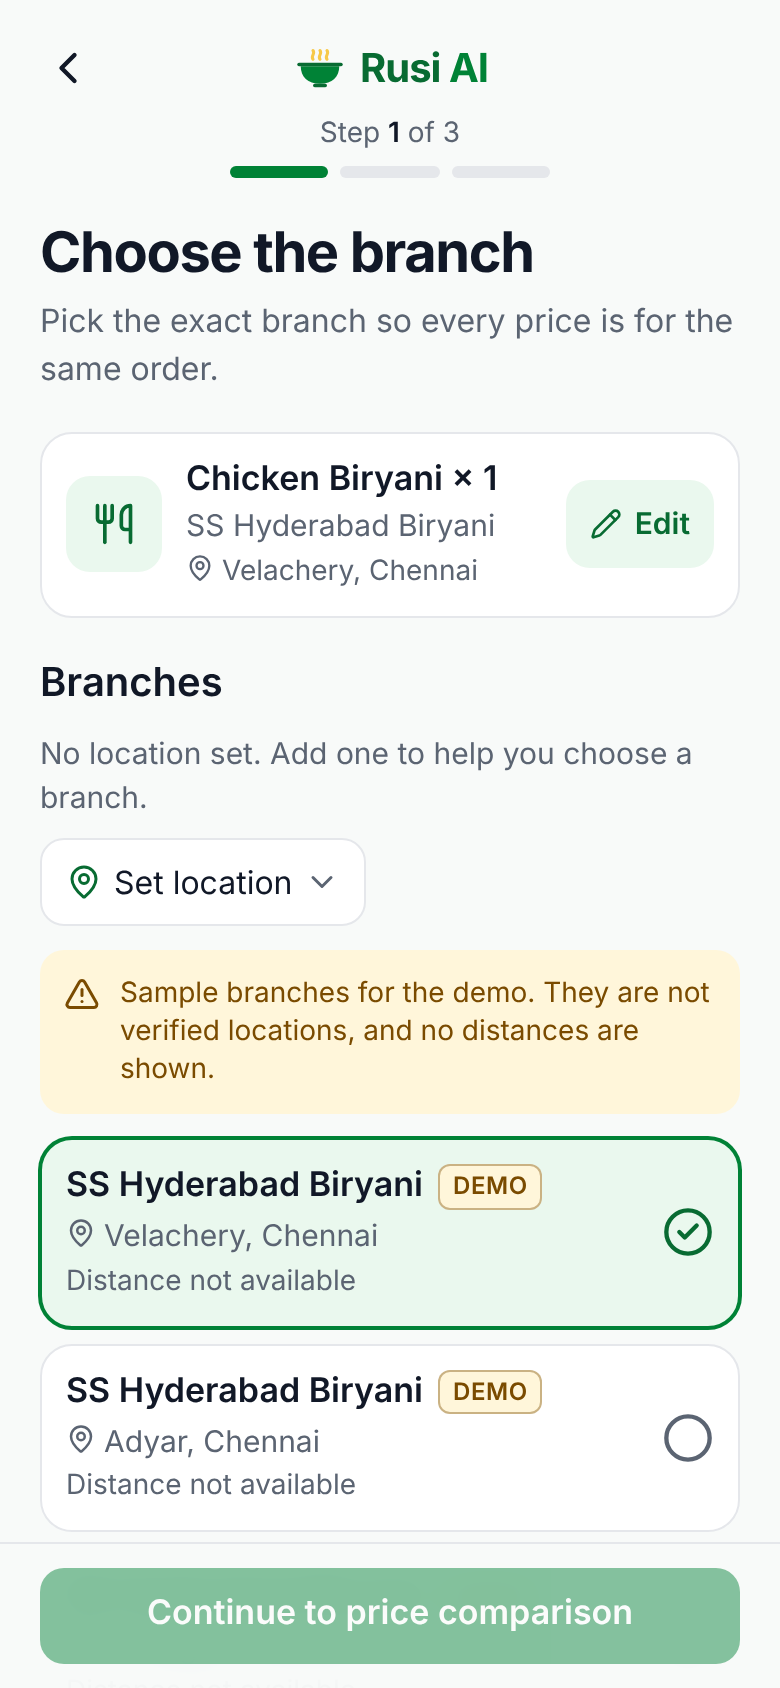 Rusi AI
Step 1 of 3
Choose the branch
Pick the exact branch so every price is for the
same order.
Chicken Biryani × 1
SS Hyderabad Biryani
Velachery, Chennai
Edit
Branches
No location set. Add one to help you choose a
branch.
Set location
Sample branches for the demo. They are not
verified locations, and no distances are
shown.
SS Hyderabad Biryani DEMO
Velachery, Chennai
Distance not available
SS Hyderabad Biryani DEMO
Adyar, Chennai
Distance not available
Continue to price comparison